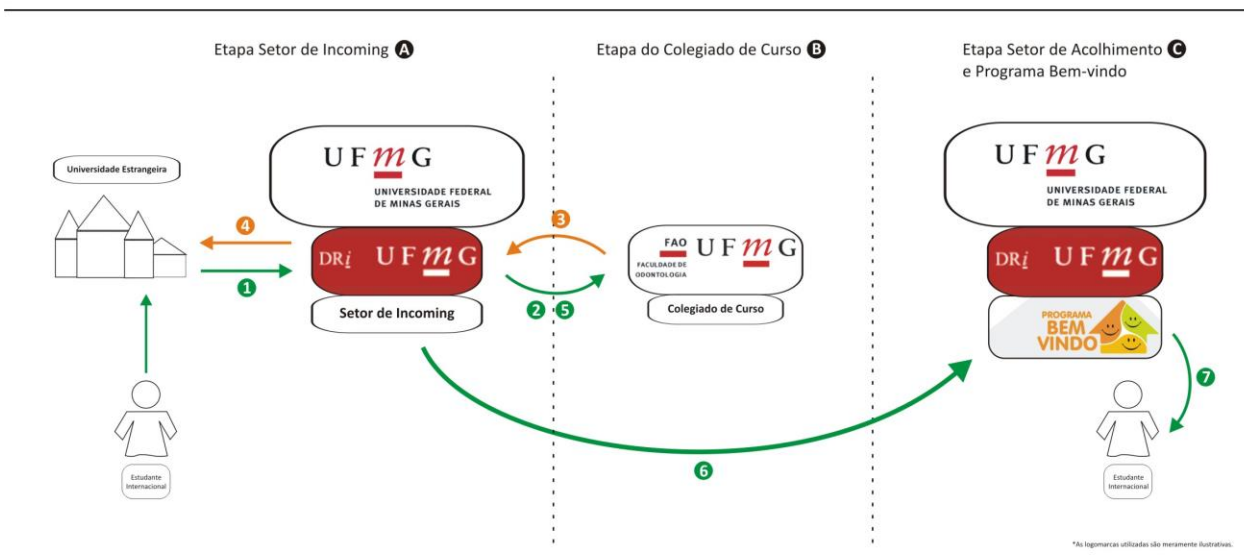 Etapa Setor de Incoming A
Etapa do Colegiado de Curso B
Etapa Setor de Acolhimento C
e Programa Bem-vindo
Universidade Estrangeira
4
1
UFmG
UNIVERSIDADE FEDERAL
DE MINAS GERAIS
DRi UFmG
Setor de Incoming
3
2 5
FAO UFmG
FACULDADE DE
ODONTOLOGIA
Colegiado de Curso
UFmG
UNIVERSIDADE FEDERAL
DE MINAS GERAIS
DRi UFmG
PROGRAMA
BEM
VINDO
7
6
Estudante
Internacional
Estudante
Internacional
*As logomarcas utilizadas são meramente ilustrativas.